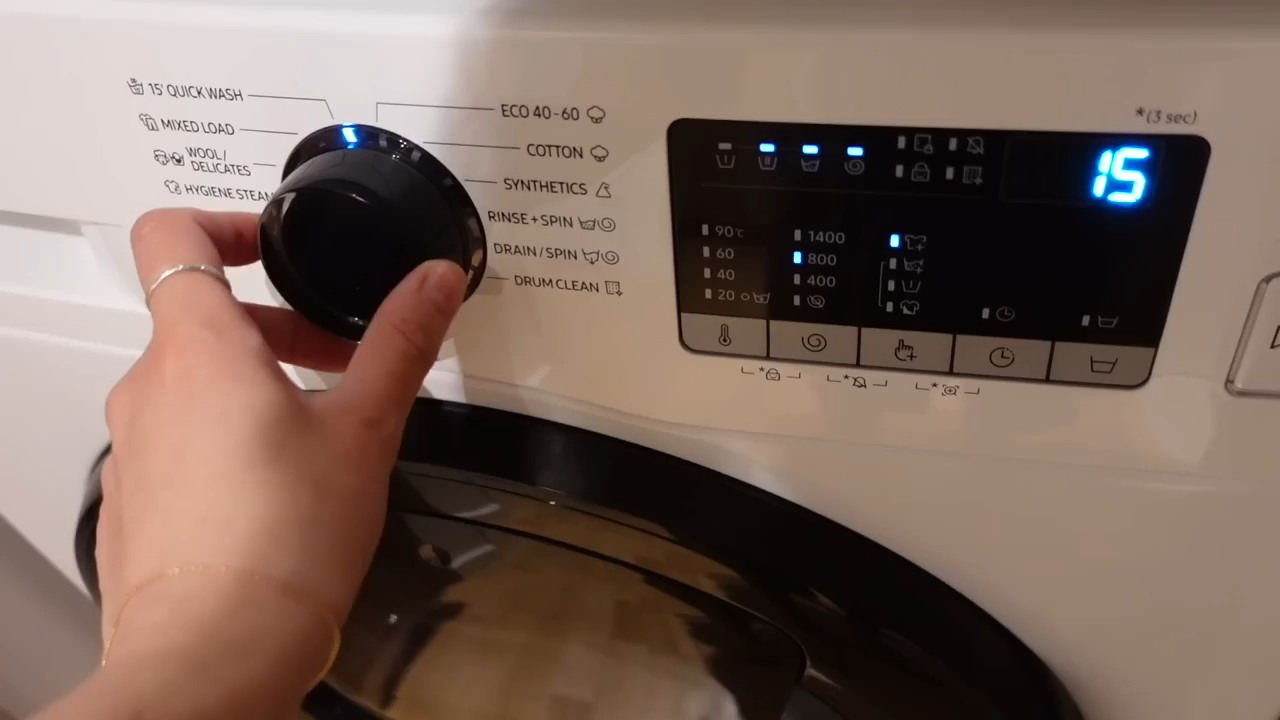 15' QUICK WASH
MIXED LOAD
WOOL/
DELICATES
HYGIENE STEAM
ECO 40-60
COTTON
SYNTHETICS
RINSE+SPIN
DRAIN/SPIN
DRUM CLEAN
*(3 sec)
15
90℃
60
40
20
1400
800
400
*
*
*